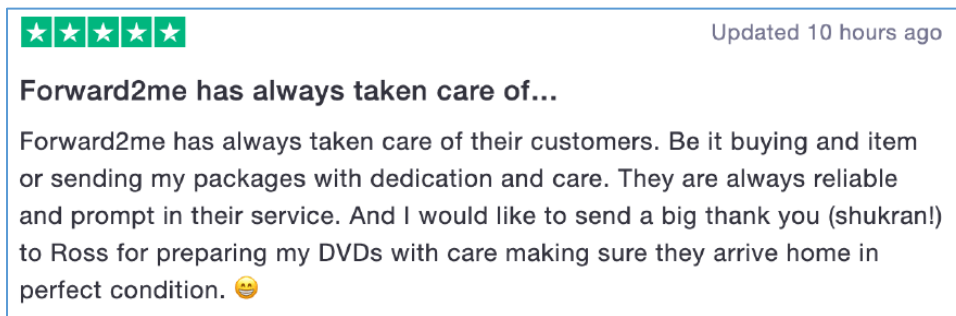 Updated 10 hours ago
Forward2me has always taken care of...
Forward2me has always taken care of their customers. Be it buying and item
or sending my packages with dedication and care. They are always reliable
and prompt in their service. And I would like to send a big thank you (shukran!)
to Ross for preparing my DVDs with care making sure they arrive home in
perfect condition. 😁